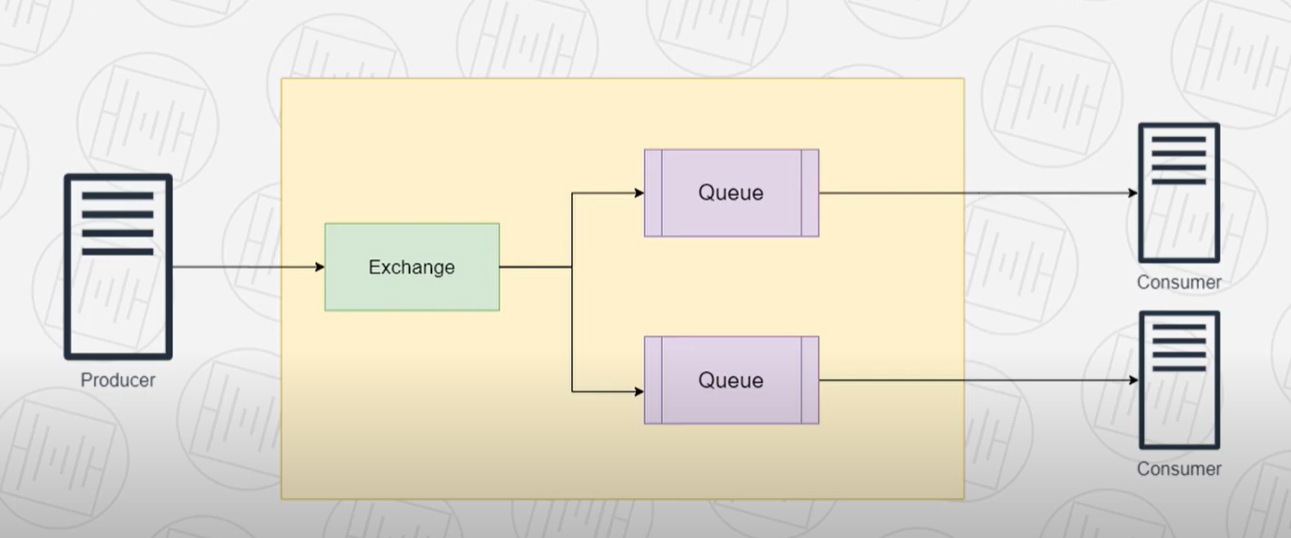 Producer
Exchange
Queue
Queue
Consumer
Consumer